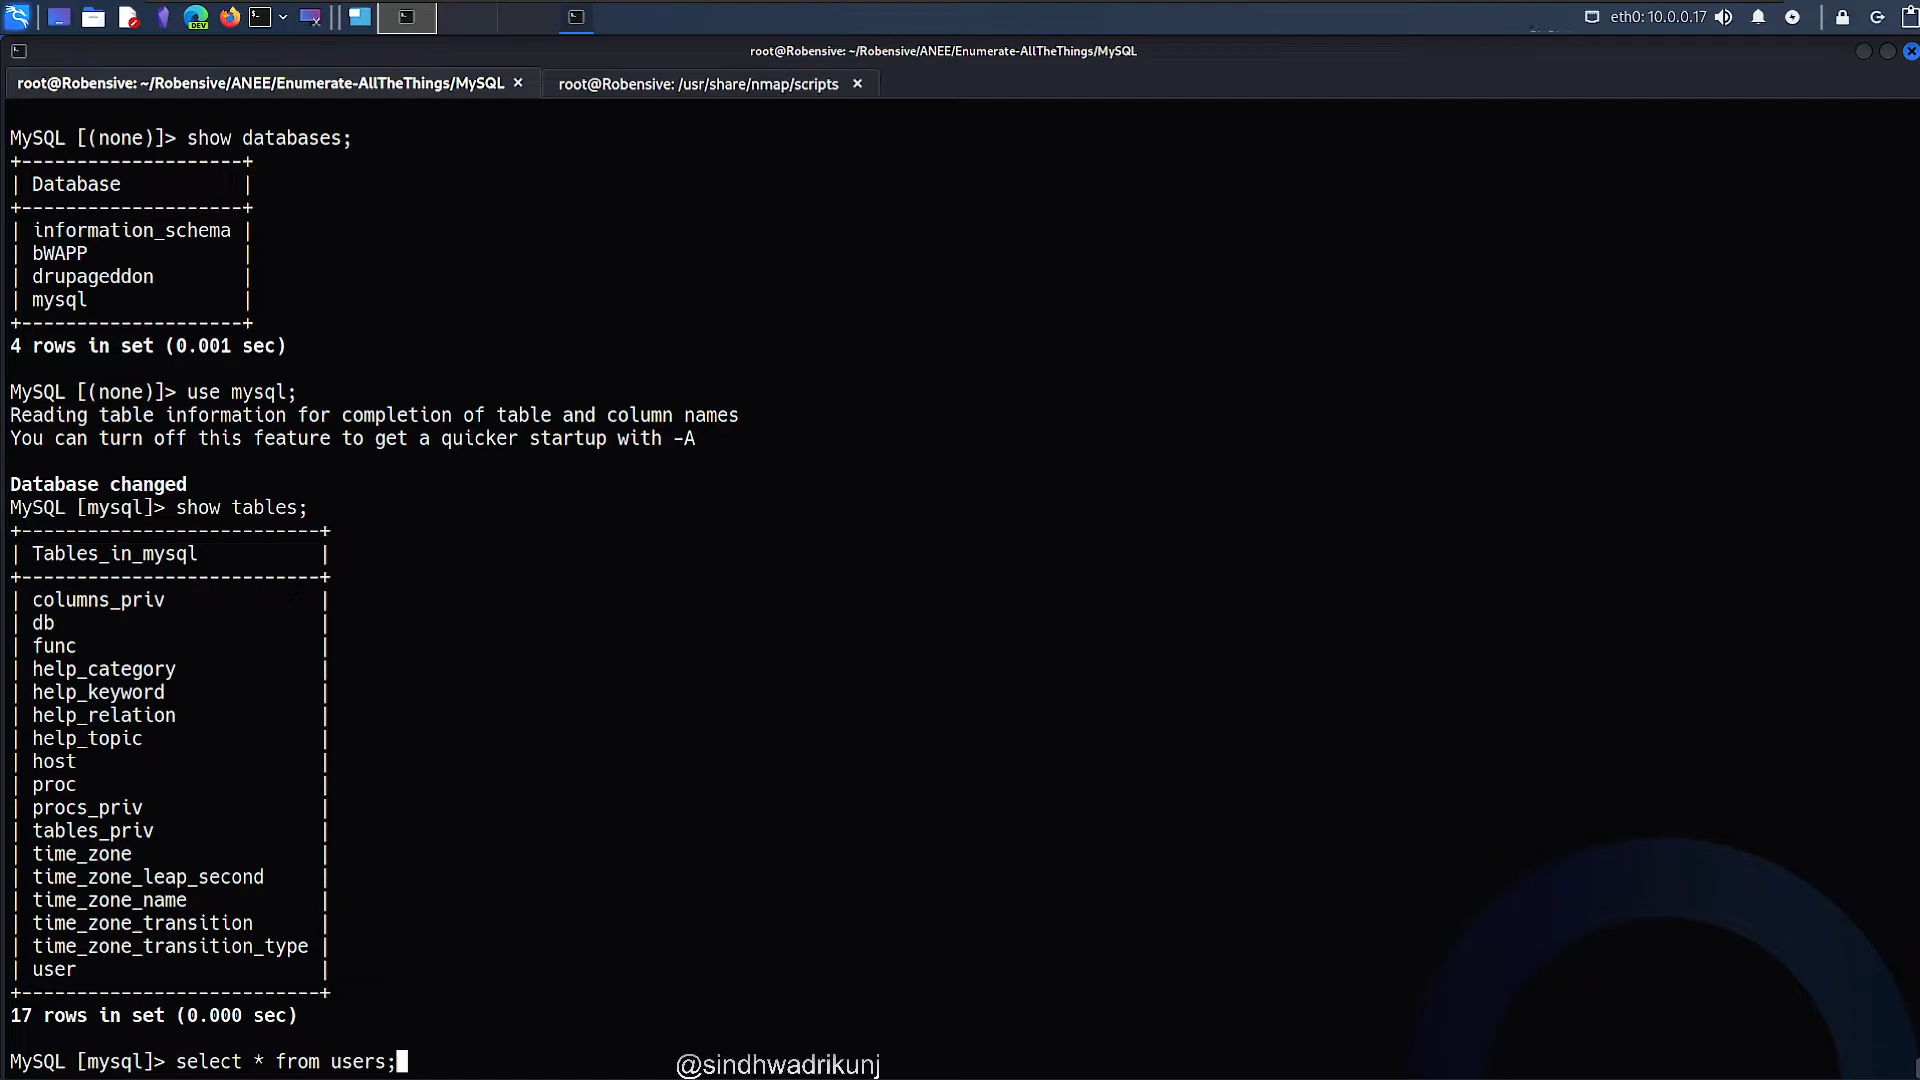 DEV
eth0: 10.0.0.17
root@Robensive: ~/Robensive/ANEE/Enumerate-AllTheThings/MySQL
root@Robensive: ~/Robensive/ANEE/Enumerate-AllTheThings/MySQL
root@Robensive: /usr/share/nmap/scripts
MySQL [(none)]> show databases;
+--------------------+
| Database           |
+--------------------+
| information_schema |
| bWAPP              |
| drupageddon        |
| mysql              |
+--------------------+
4 rows in set (0.001 sec)
MySQL [(none)]> use mysql;
Reading table information for completion of table and column names
You can turn off this feature to get a quicker startup with -A
Database changed
MySQL [mysql]> show tables;
+---------------------------+
| Tables_in_mysql           |
+---------------------------+
| columns_priv              |
| db                        |
| func                      |
| help_category             |
| help_keyword              |
| help_relation             |
| help_topic                |
| host                      |
| proc                      |
| procs_priv                |
| tables_priv               |
| time_zone                 |
| time_zone_leap_second     |
| time_zone_name            |
| time_zone_transition      |
| time_zone_transition_type |
| user                      |
+---------------------------+
17 rows in set (0.000 sec)
MySQL [mysql]> select * from users;
@sindhwadrikunj